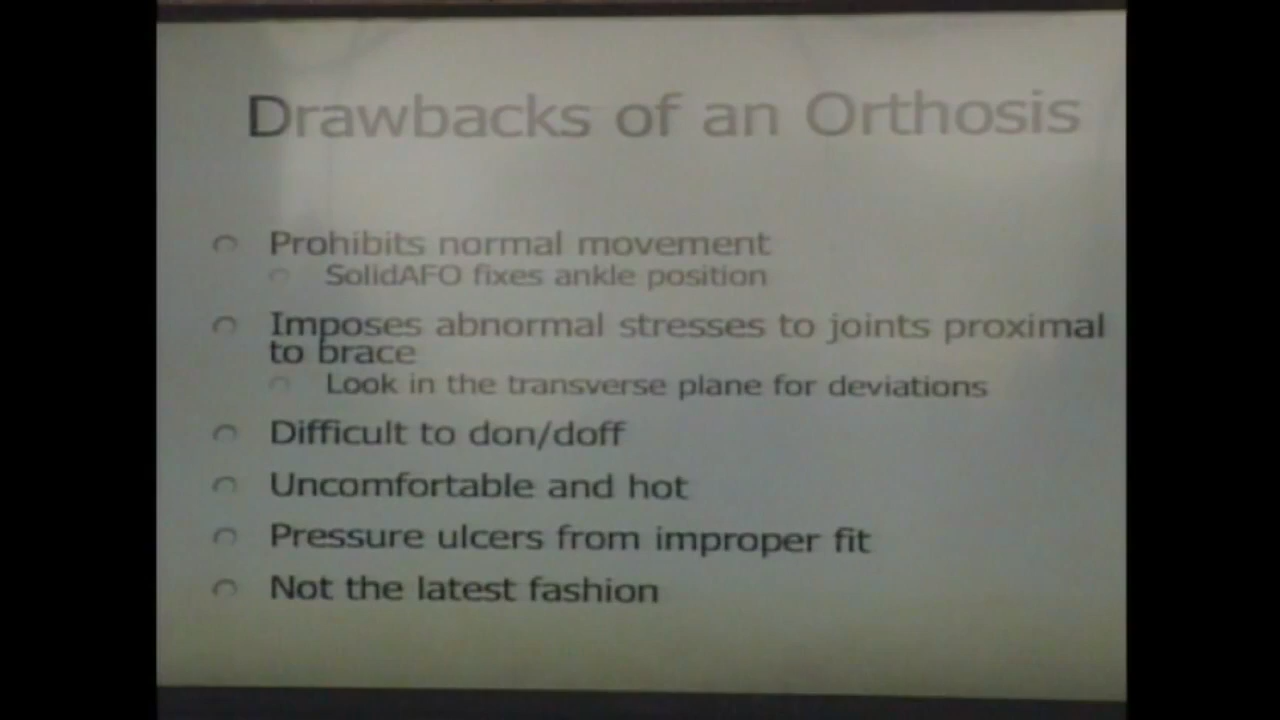 Drawbacks of an Orthosis
Prohibits normal movement
SolidAFO fixes ankle position
Imposes abnormal stresses to joints proximal
to brace
Look in the transverse plane for deviations
Difficult to don/doff
Uncomfortable and hot
Pressure ulcers from improper fit
Not the latest fashion